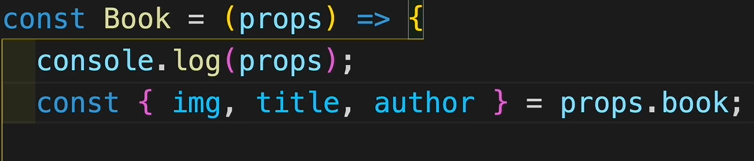 const Book = (props) => {
console.log(props);
const { img, title, author } = props.book;